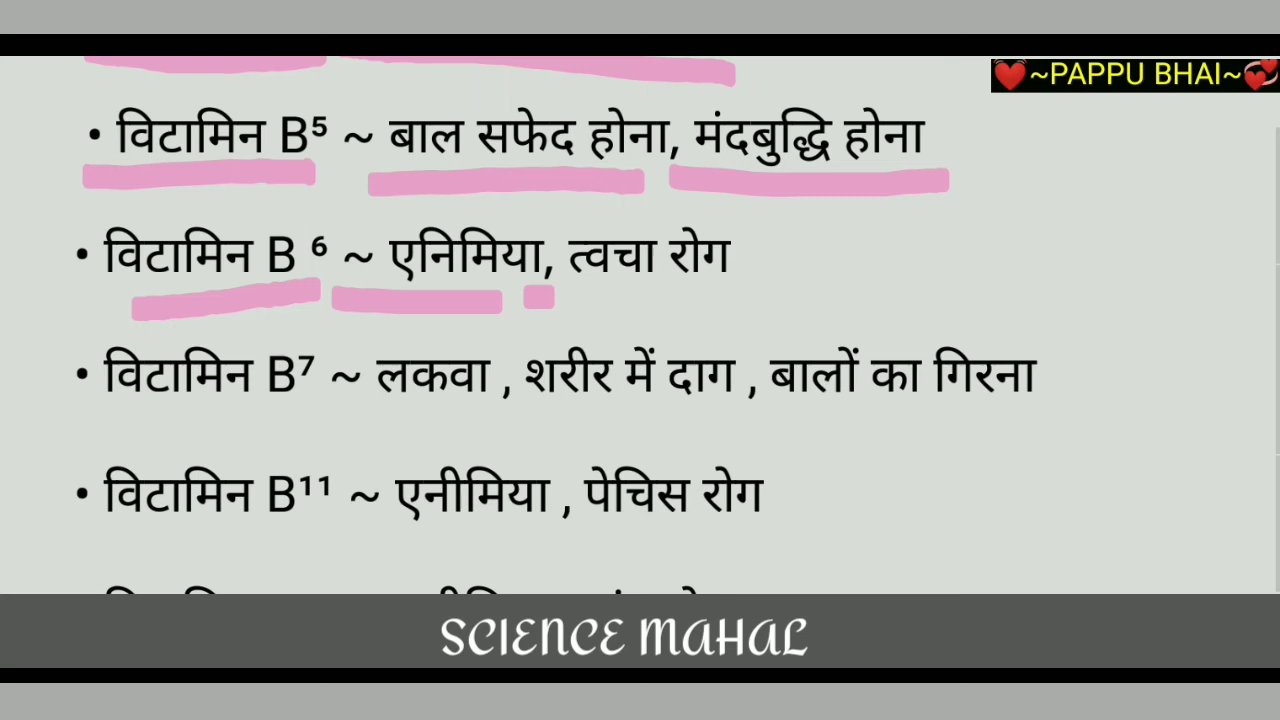 ❤️~PAPPU BHAI~💞
• विटामिन B⁵ ~ बाल सफेद होना, मंदबुद्धि होना
• विटामिन B ⁶ ~ एनिमिया, त्वचा रोग
• विटामिन B⁷ ~ लकवा , शरीर में दाग , बालों का गिरना
• विटामिन B¹¹ ~ एनीमिया , पेचिस रोग
SCIENCE MAHAL